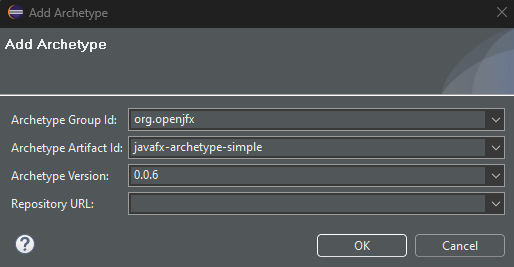 Add Archetype
Add Archetype
Archetype Group Id: org.openjfx
Archetype Artifact Id: javafx-archetype-simple
Archetype Version: 0.0.6
Repository URL:
? OK Cancel